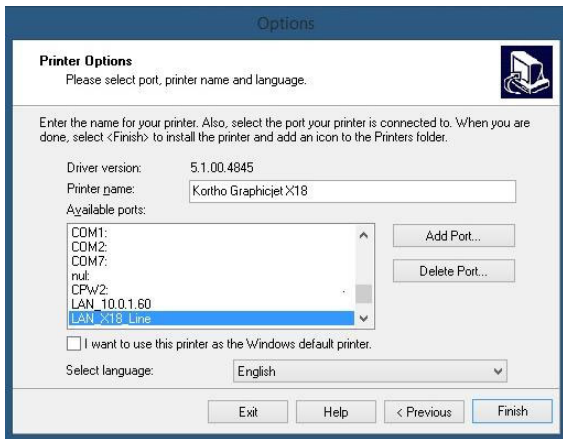 Options
Printer Options
Please select port, printer name and language.
Enter the name for your printer. Also, select the port your printer is connected to. When you are
done, select <Finish> to install the printer and add an icon to the Printers folder.
Driver version: 5.1.00.4845
Printer name: Kortho Graphicjet X18
Available ports:
COM1:
COM2:
COM7:
nul:
CPW2:
LAN_10.0.1.60
LAN_X18_Line
Add Port...
Delete Port...
I want to use this printer as the Windows default printer.
Select language: English
Exit Help < Previous Finish